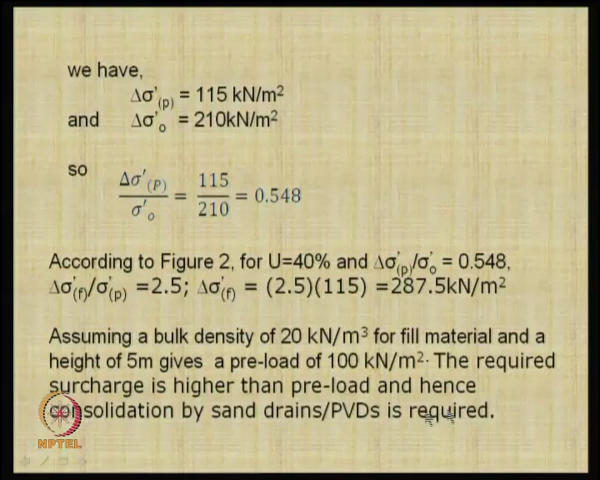 we have,
Δσ'(p) = 115 kN/m²
and Δσ'o = 210kN/m²
so
Δσ'(P)/σ'o = 115/210 = 0.548
According to Figure 2, for U=40% and Δσ'(p)/σ'o = 0.548,
Δσ'(f)/σ'(p) =2.5; Δσ'(f) = (2.5)(115) =287.5kN/m²
Assuming a bulk density of 20 kN/m³ for fill material and a
height of 5m gives a pre-load of 100 kN/m². The required
surcharge is higher than pre-load and hence
consolidation by sand drains/PVDs is required.
NPTEL